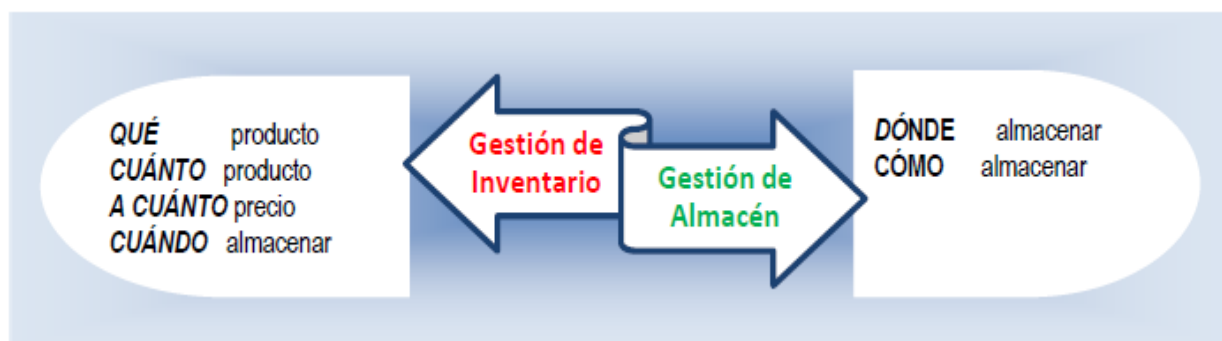 QUÉ producto
CUÁNTO producto
A CUÁNTO precio
CUÁNDO almacenar
Gestión de
Inventario
Gestión de
Almacén
DÓNDE almacenar
CÓMO almacenar